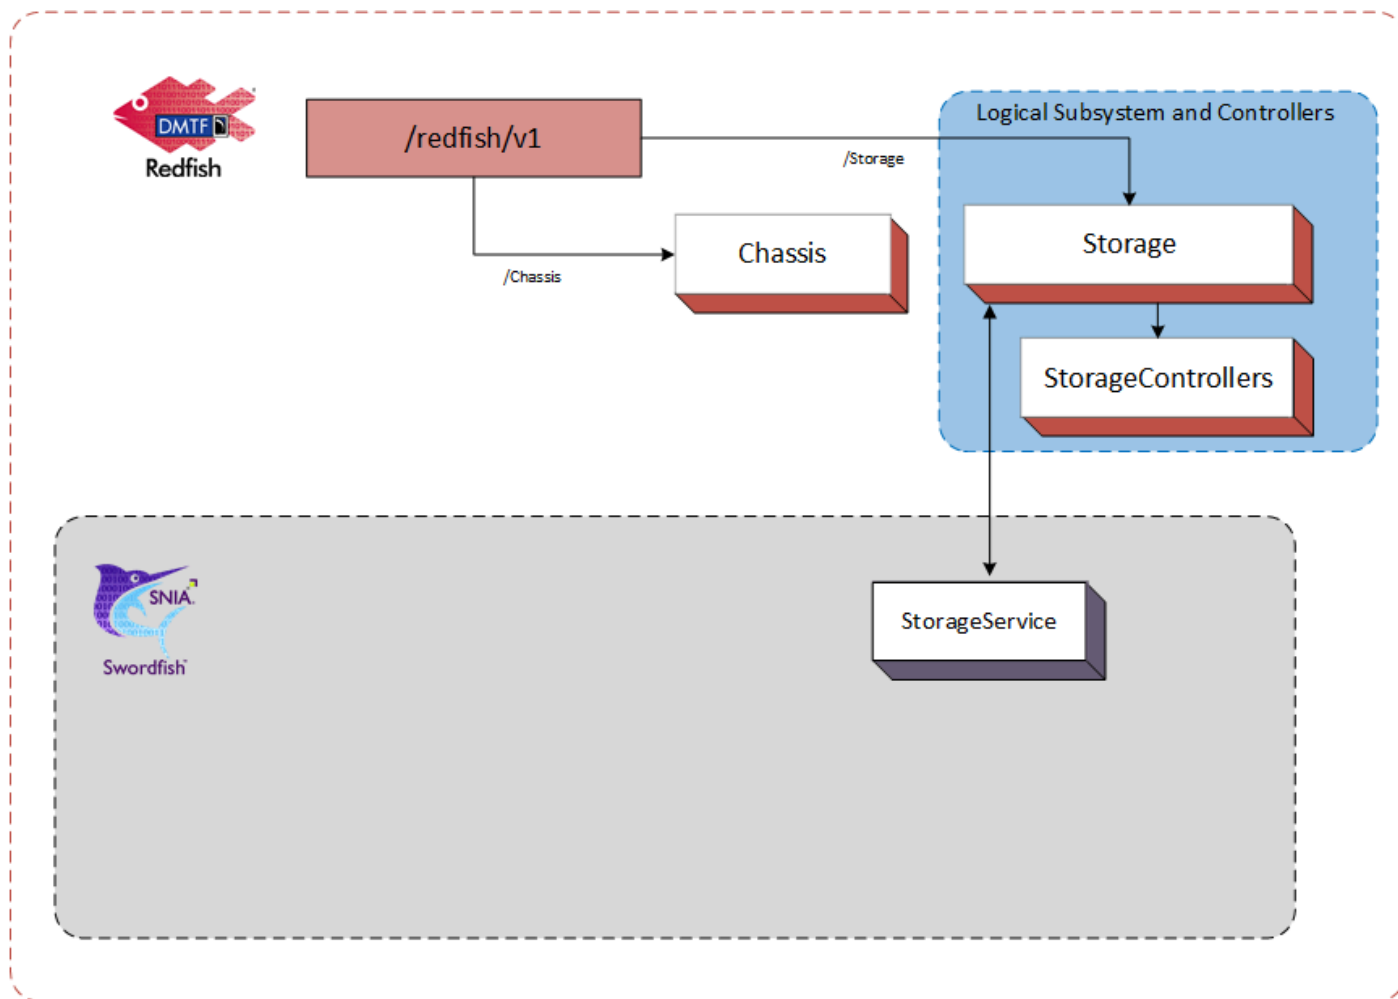 DMTF
Redfish
/redfish/v1
/Storage
/Chassis
Chassis
Logical Subsystem and Controllers
Storage
StorageControllers
SNIA.
Swordfish
StorageService